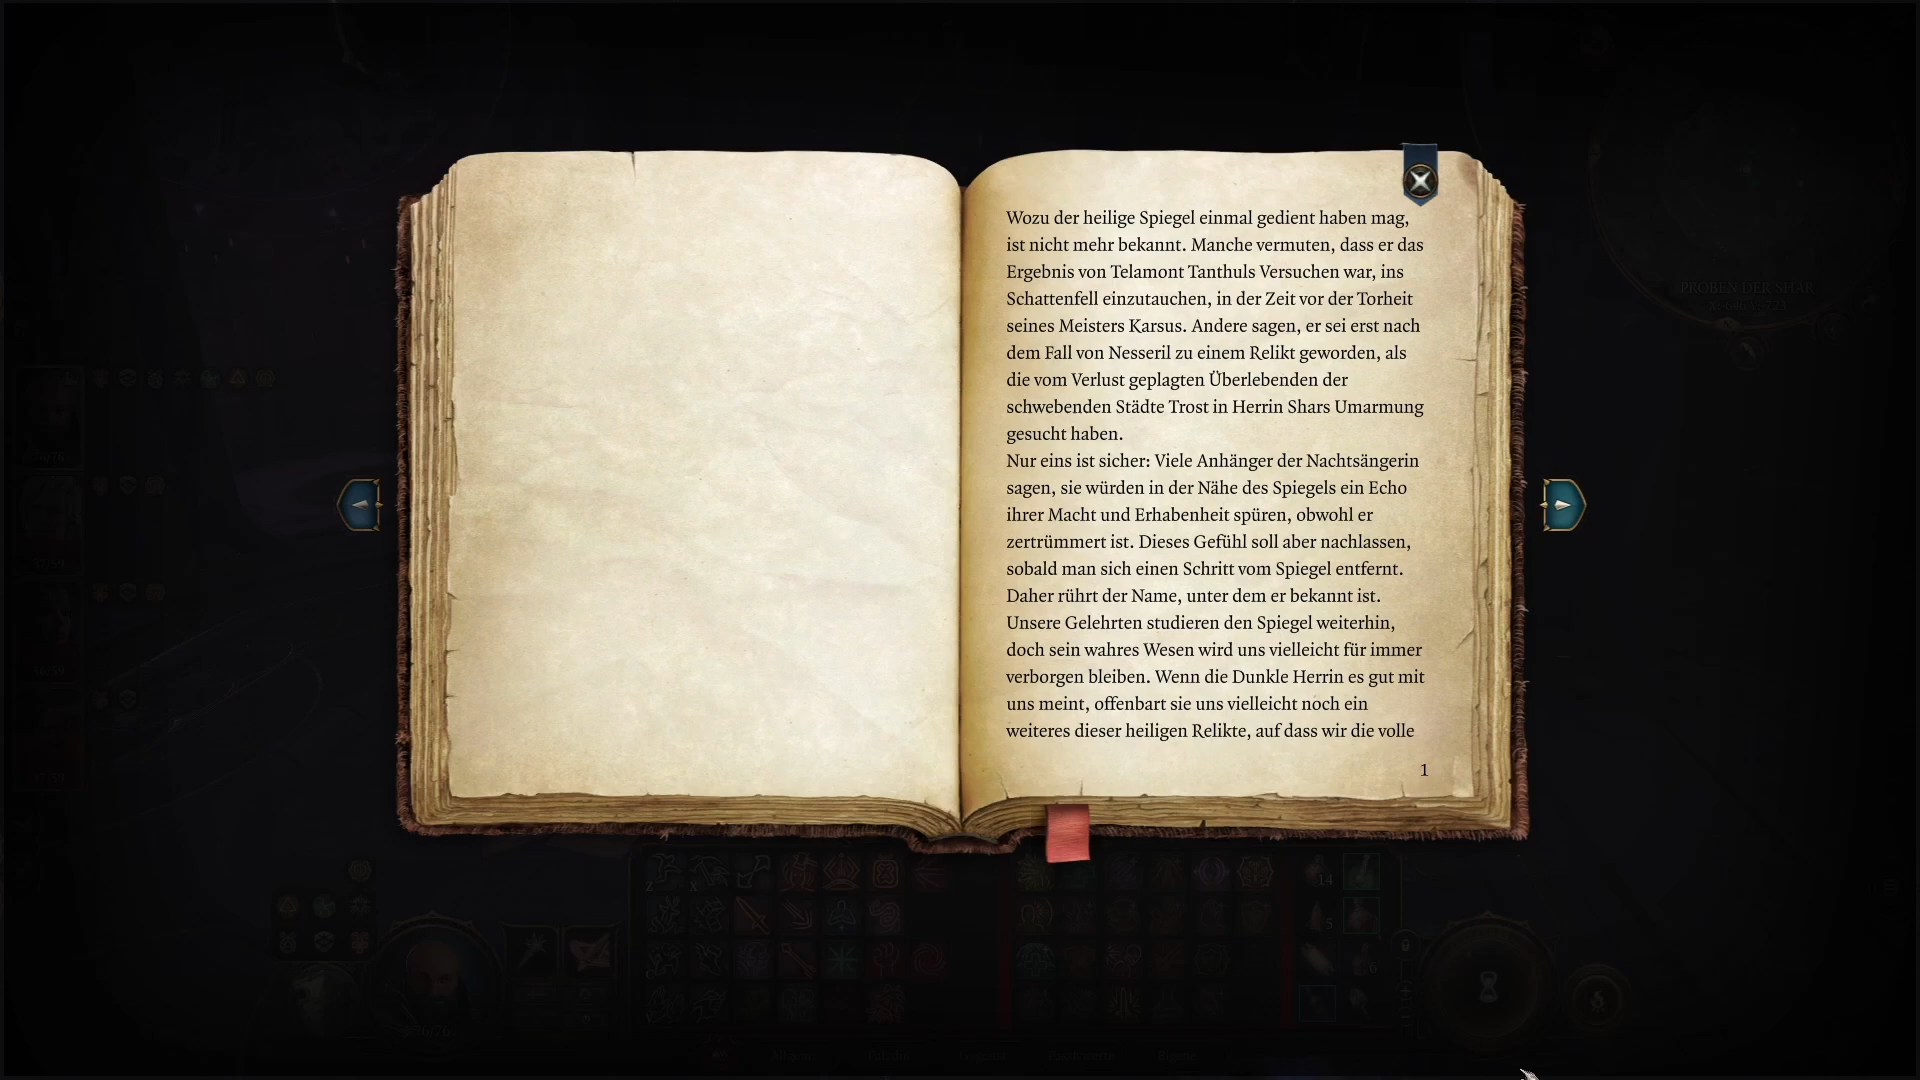 Wozu der heilige Spiegel einmal gedient haben mag,
ist nicht mehr bekannt. Manche vermuten, dass er das
Ergebnis von Telamont Tanthuls Versuchen war, ins
Schattenfell einzutauchen, in der Zeit vor der Torheit
seines Meisters Karsus. Andere sagen, er sei erst nach
dem Fall von Nesseril zu einem Relikt geworden, als
die vom Verlust geplagten Überlebenden der
schwebenden Städte Trost in Herrin Shars Umarmung
gesucht haben.
Nur eins ist sicher: Viele Anhänger der Nachtsängerin
sagen, sie würden in der Nähe des Spiegels ein Echo
ihrer Macht und Erhabenheit spüren, obwohl er
zertrümmert ist. Dieses Gefühl soll aber nachlassen,
sobald man sich einen Schritt vom Spiegel entfernt.
Daher rührt der Name, unter dem er bekannt ist.
Unsere Gelehrten studieren den Spiegel weiterhin,
doch sein wahres Wesen wird uns vielleicht für immer
verborgen bleiben. Wenn die Dunkle Herrin es gut mit
uns meint, offenbart sie uns vielleicht noch ein
weiteres dieser heiligen Relikte, auf dass wir die volle
1
PROBEN DER SHAR
14
5
6